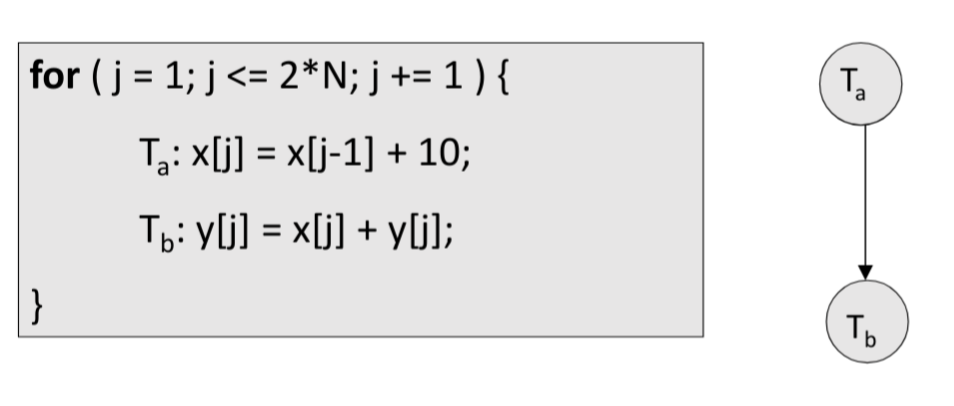 for ( j = 1; j <= 2*N; j += 1 ) {
Ta: x[j] = x[j-1] + 10;
Tb: y[j] = x[j] + y[j];
}
Ta
Tb